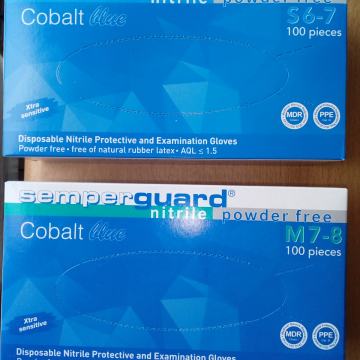 nitrile powder free
Cobalt blue
S 6-7
100 pieces
Xtra
sensitive
MDR
PPE
Disposable Nitrile Protective and Examination Gloves
Powder free • free of natural rubber latex • AQL ≤ 1.5
semperguard®
nitrile powder free
Cobalt blue
M 7-8
100 pieces
Xtra
sensitive
MDR
PPE
Disposable Nitrile Protective and Examination Gloves